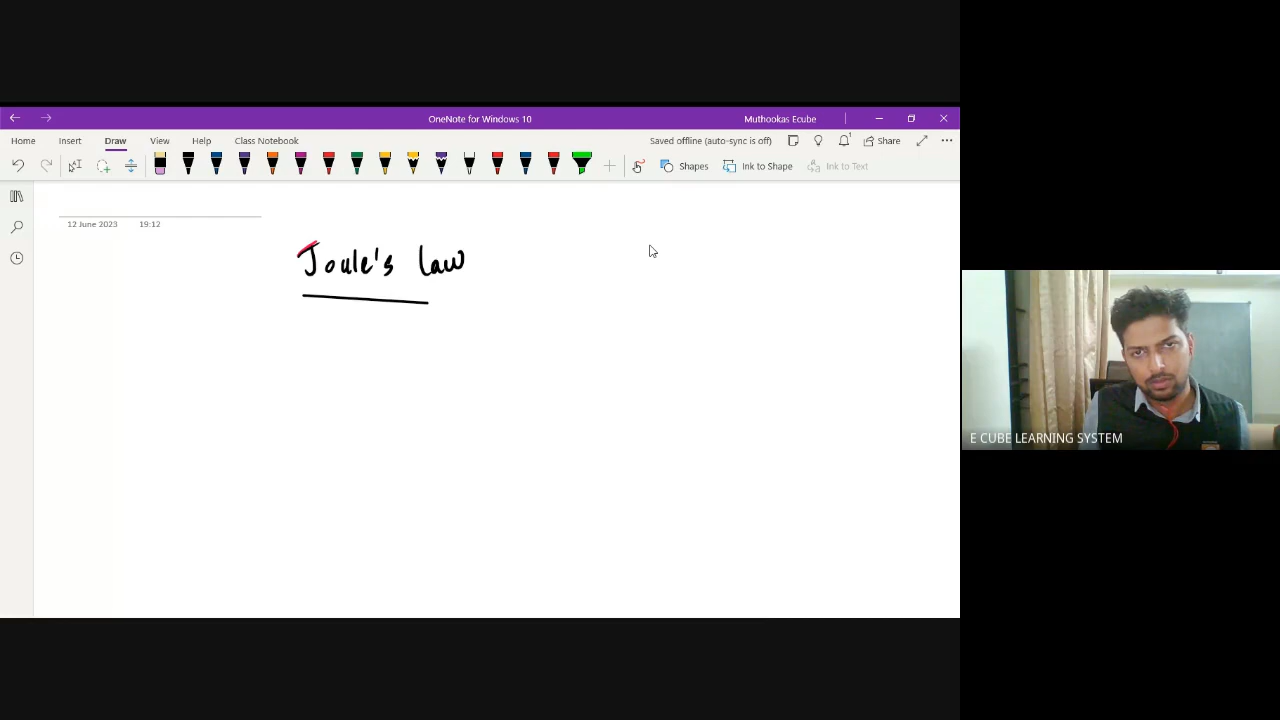 OneNote for Windows 10
Muthookas Ecube
Home Insert Draw View Help Class Notebook
Saved offline (auto-sync is off)
Share
Shapes
Ink to Shape
Ink to Text
12 June 2023 19:12
Joule's law
E CUBE LEARNING SYSTEM